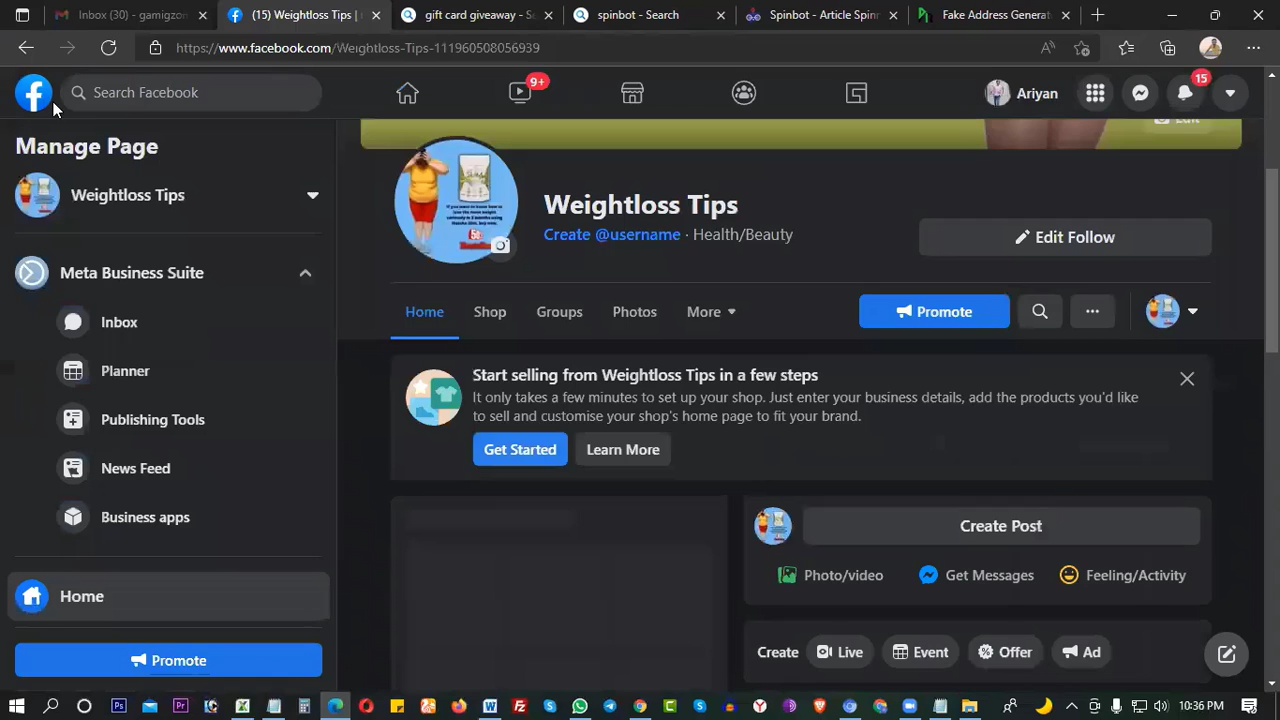 Inbox (30) - gamigzon
(15) Weightloss Tips |
gift card giveaway - Se
spinbot - Search
Spinbot - Article Spinn
Fake Address Generat
https://www.facebook.com/Weightloss-Tips-111960508056939
Search Facebook
9+
Ariyan
15
Manage Page
Weightloss Tips
Meta Business Suite
Inbox
Planner
Publishing Tools
News Feed
Business apps
Home
Promote
Edit
Weightloss Tips
Create @username · Health/Beauty
Edit Follow
Home
Shop
Groups
Photos
More
Promote
Start selling from Weightloss Tips in a few steps
It only takes a few minutes to set up your shop. Just enter your business details, add the products you'd like
to sell and customise your shop's home page to fit your brand.
Get Started
Learn More
Create Post
Photo/video
Get Messages
Feeling/Activity
Create
Live
Event
Offer
Ad
10:36 PM